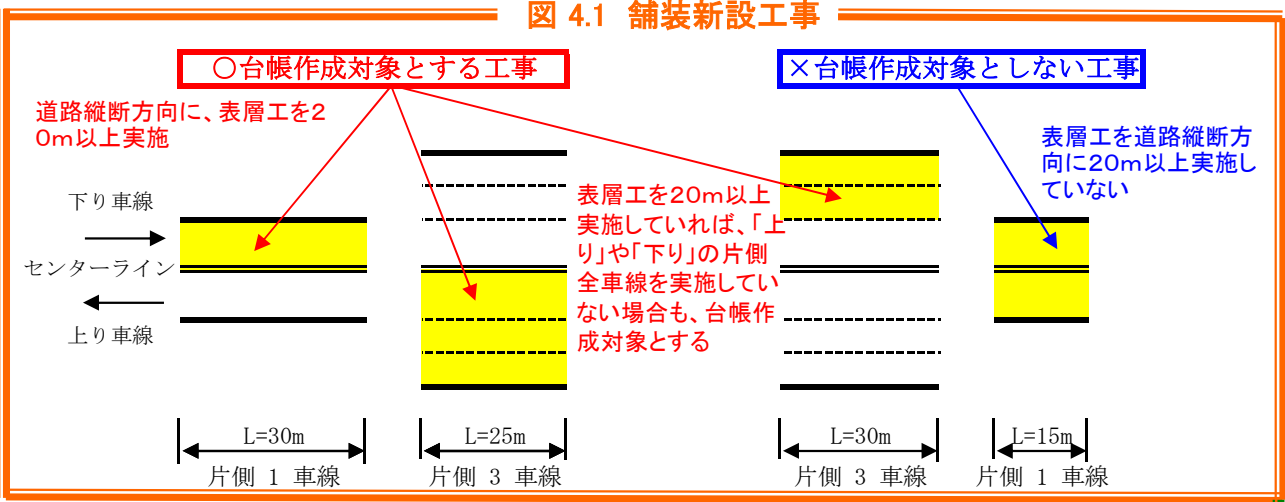 図 4.1 舗装新設工事
○台帳作成対象とする工事
×台帳作成対象としない工事
道路縦断方向に、表層工を2
0m以上実施
表層工を道路縦断方
向に20m以上実施し
ていない
表層工を20m以上
実施していれば、「上
り」や「下り」の片側
全車線を実施してい
ない場合も、台帳作
成対象とする
下り車線
センターライン
上り車線
L=30m
片側 1 車線
L=25m
片側 3 車線
L=30m
片側 3 車線
L=15m
片側 1 車線